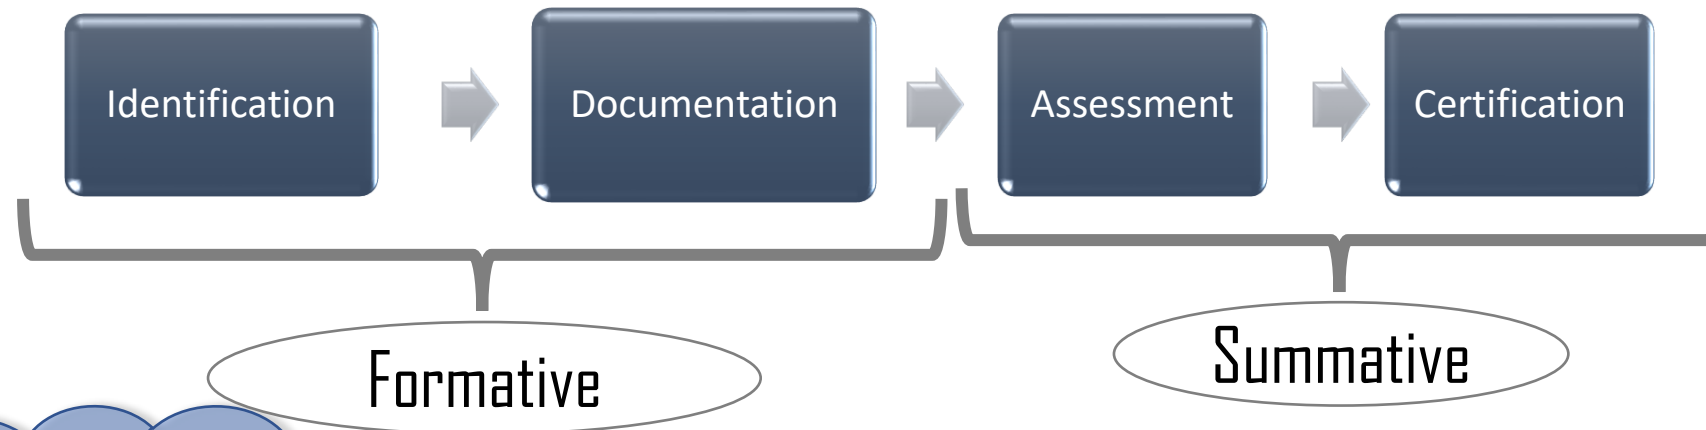 Identification
Documentation
Assessment
Certification
Formative
Summative